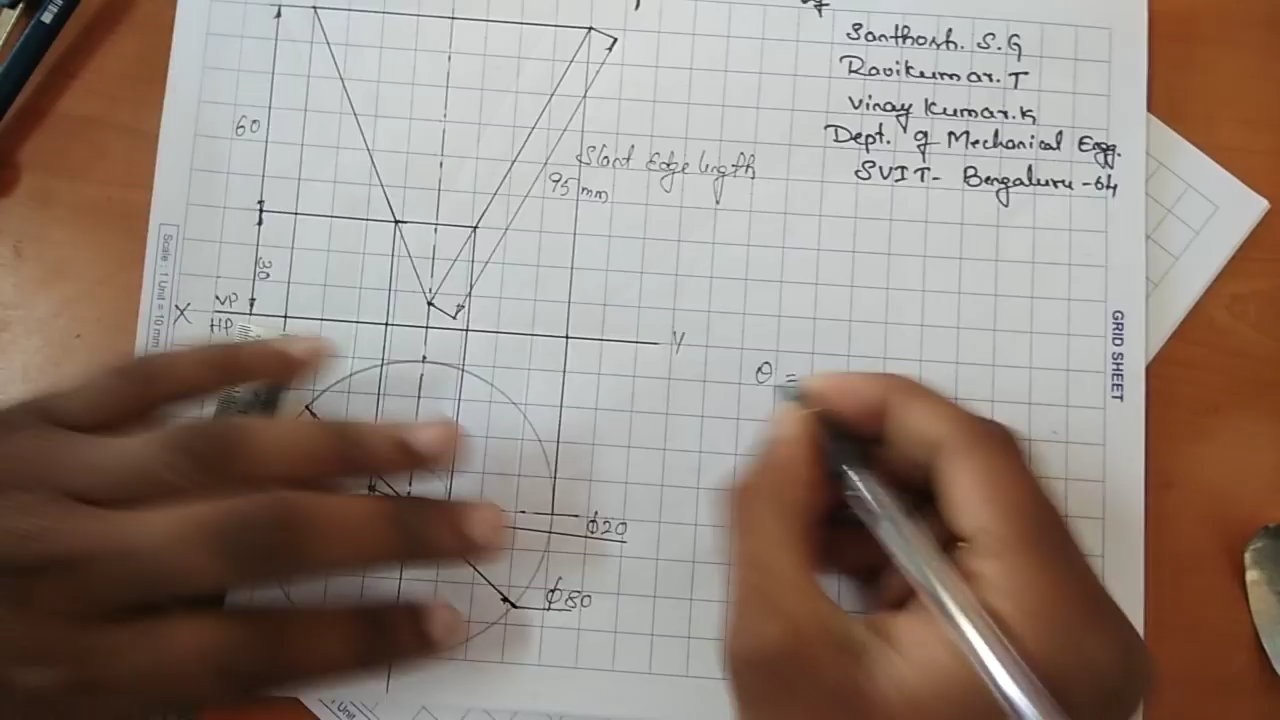 Santhosh. S.G
Ravikumar. T
Vinay Kumar. K
Dept. of Mechanical Engg.
SVIT- Bengaluru -64
60
Slant Edge length
95 mm
30
X
VP
HP
Y
Scale : 1 Unit = 10 mm
GRID SHEET
θ =
ϕ20
ϕ80